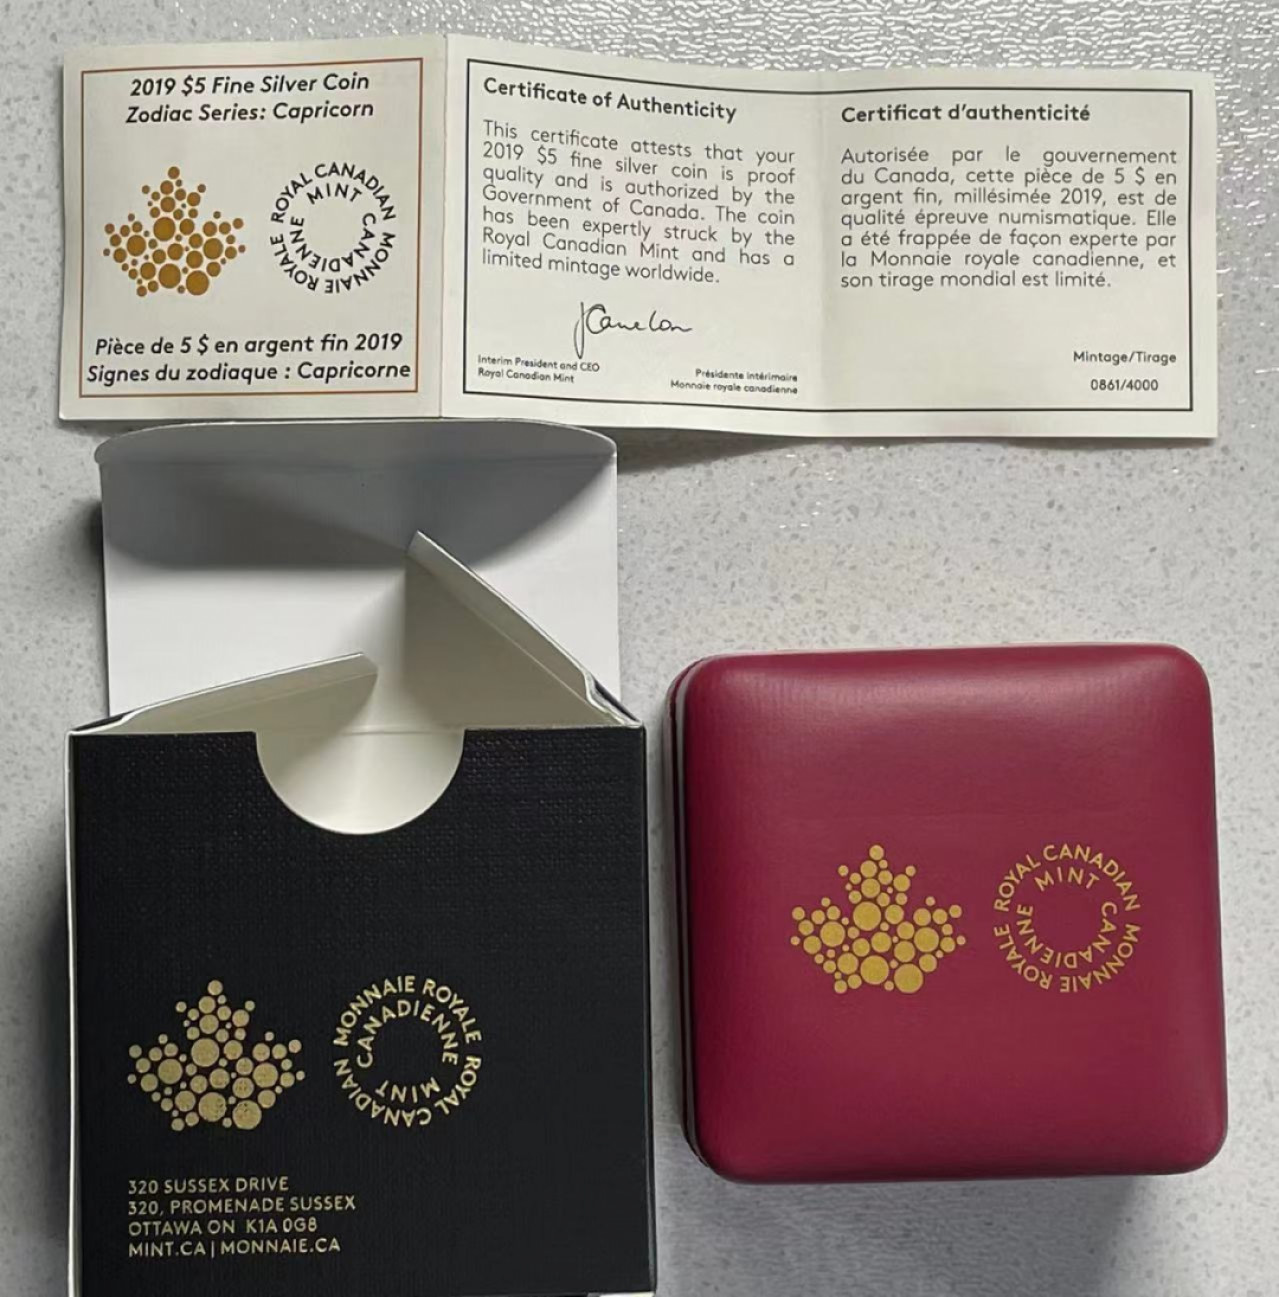 2019 $5 Fine Silver Coin
Zodiac Series: Capricorn
ROYAL CANADIAN MINT
MONNAIE ROYALE CANADIENNE
Pièce de 5 $ en argent fin 2019
Signes du zodiaque : Capricorne
Certificate of Authenticity
This certificate attests that your
2019 $5 fine silver coin is proof
quality and is authorized by the
Government of Canada. The coin
has been expertly struck by the
Royal Canadian Mint and has a
limited mintage worldwide.
Interim President and CEO
Royal Canadian Mint
Présidente intérimaire
Monnaie royale canadienne
Certificat d'authenticité
Autorisée par le gouvernement
du Canada, cette pièce de 5 $ en
argent fin, millésimée 2019, est de
qualité épreuve numismatique. Elle
a été frappée de façon experte par
la Monnaie royale canadienne, et
son tirage mondial est limité.
Mintage/Tirage
0861/4000
MONNAIE ROYALE CANADIENNE
ROYAL CANADIAN MINT
320 SUSSEX DRIVE
320, PROMENADE SUSSEX
OTTAWA ON K1A 0G8
MINT.CA | MONNAIE.CA
ROYAL CANADIAN MINT
MONNAIE ROYALE CANADIENNE